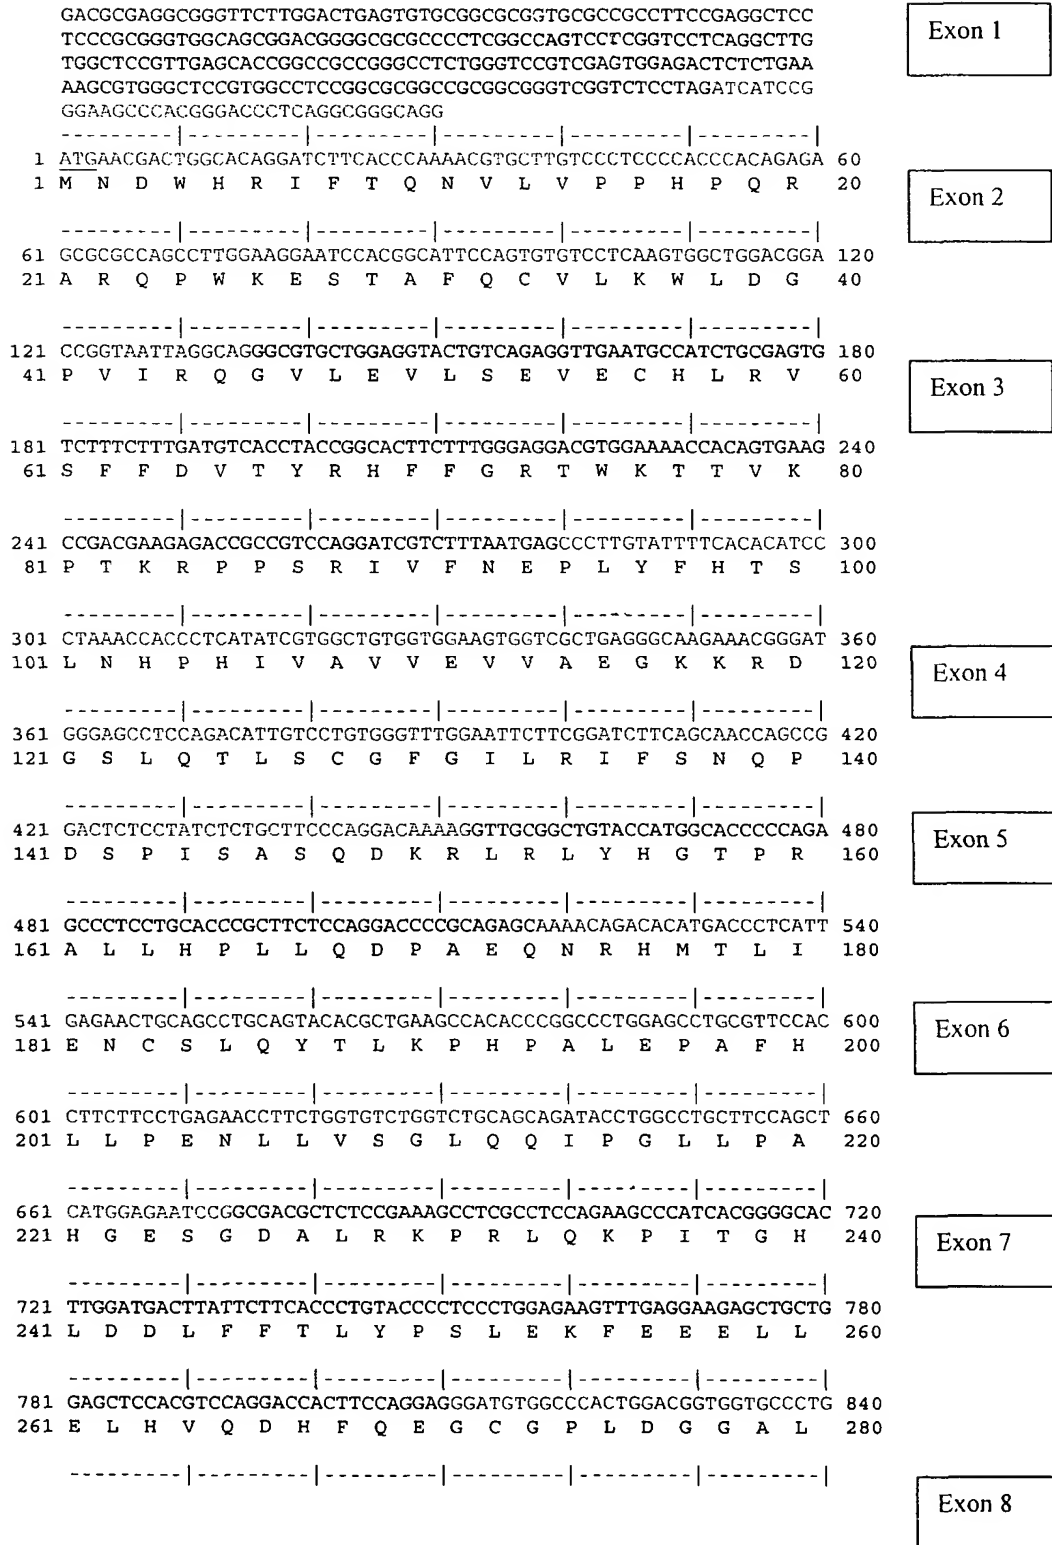 GACGCGAGGCGGGTTCTTGGACTGAGTGTGCGGCGCGGTGCGCCGCCTTCCGAGGCTCC
Exon 1
TCCCGCGGGTGGCAGCGGACGGGGCGCGCCCCTCGGCCAGTCCTCGGTCCTCAGGCTTG
TGGCTCCGTTGAGCACCGGCCGCCGGGCCTCTGGGTCCGTCGAGTGGAGACTCTCTGAA
AAGCGTGGGCTCCGTGGCCTCCGGCGCGGCCGCGGCGGGTCGGTCTCCTAGATCATCCG
GGAAGCCCACGGGACCCTCAGGCGGGCAGG
---------|---------|---------|---------|---------|---------|
1 ATGAACGACTGGCACAGGATCTTCACCCAAAACGTGCTTGTCCCTCCCCACCCACAGAGA 60
1 M N D W H R I F T Q N V L V P P H P Q R 20
Exon 2
---------|---------|---------|---------|---------|---------|
61 GCGCGCCAGCCTTGGAAGGAATCCACGGCATTCCAGTGTGTCCTCAAGTGGCTGGACGGA 120
21 A R Q P W K E S T A F Q C V L K W L D G 40
---------|---------|---------|---------|---------|---------|
121 CCGGTAATTAGGCAGGGCGTGCTGGAGGTACTGTCAGAGGTTGAATGCCATCTGCGAGTG 180
41 P V I R Q G V L E V L S E V E C H L R V 60
Exon 3
---------|---------|---------|---------|---------|---------|
181 TCTTTCTTTGATGTCACCTACCGGCACTTCTTTGGGAGGACGTGGAAAACCACAGTGAAG 240
61 S F F D V T Y R H F F G R T W K T T V K 80
---------|---------|---------|---------|---------|---------|
241 CCGACGAAGAGACCGCCGTCCAGGATCGTCTTTAATGAGCCCTTGTATTTTCACACATCC 300
81 P T K R P P S R I V F N E P L Y F H T S 100
---------|---------|---------|---------|---------|---------|
301 CTAAACCACCCTCATATCGTGGCTGTGGTGGAAGTGGTCGCTGAGGGCAAGAAACGGGAT 360
101 L N H P H I V A V V E V V A E G K K R D 120
Exon 4
---------|---------|---------|---------|---------|---------|
361 GGGAGCCTCCAGACATTGTCCTGTGGGTTTGGAATTCTTCGGATCTTCAGCAACCAGCCG 420
121 G S L Q T L S C G F G I L R I F S N Q P 140
---------|---------|---------|---------|---------|---------|
421 GACTCTCCTATCTCTGCTTCCCAGGACAAAAGGTTGCGGCTGTACCATGGCACCCCCAGA 480
141 D S P I S A S Q D K R L R L Y H G T P R 160
Exon 5
---------|---------|---------|---------|---------|---------|
481 GCCCTCCTGCACCCGCTTCTCCAGGACCCCGCAGAGCAAAACAGACACATGACCCTCATT 540
161 A L L H P L L Q D P A E Q N R H M T L I 180
---------|---------|---------|---------|---------|---------|
541 GAGAACTGCAGCCTGCAGTACACGCTGAAGCCACACCCGGCCCTGGAGCCTGCGTTCCAC 600
181 E N C S L Q Y T L K P H P A L E P A F H 200
Exon 6
---------|---------|---------|---------|---------|---------|
601 CTTCTTCCTGAGAACCTTCTGGTGTCTGGTCTGCAGCAGATACCTGGCCTGCTTCCAGCT 660
201 L L P E N L L V S G L Q Q I P G L L P A 220
---------|---------|---------|---------|---------|---------|
661 CATGGAGAATCCGGCGACGCTCTCCGAAAGCCTCGCCTCCAGAAGCCCATCACGGGGCAC 720
221 H G E S G D A L R K P R L Q K P I T G H 240
Exon 7
---------|---------|---------|---------|---------|---------|
721 TTGGATGACTTATTCTTCACCCTGTACCCCTCCCTGGAGAAGTTTGAGGAAGAGCTGCTG 780
241 L D D L F F T L Y P S L E K F E E E L L 260
---------|---------|---------|---------|---------|---------|
781 GAGCTCCACGTCCAGGACCACTTCCAGGAGGGATGTGGCCCACTGGACGGTGGTGCCCTG 840
261 E L H V Q D H F Q E G C G P L D G G A L 280
---------|---------|---------|---------|---------|---------|
Exon 8